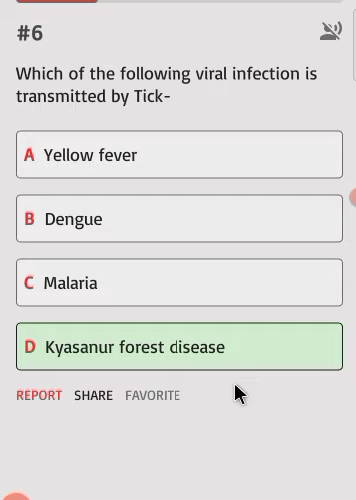 #6
Which of the following viral infection is
transmitted by Tick-
A Yellow fever
B Dengue
C Malaria
D Kyasanur forest disease
REPORT SHARE FAVORITE